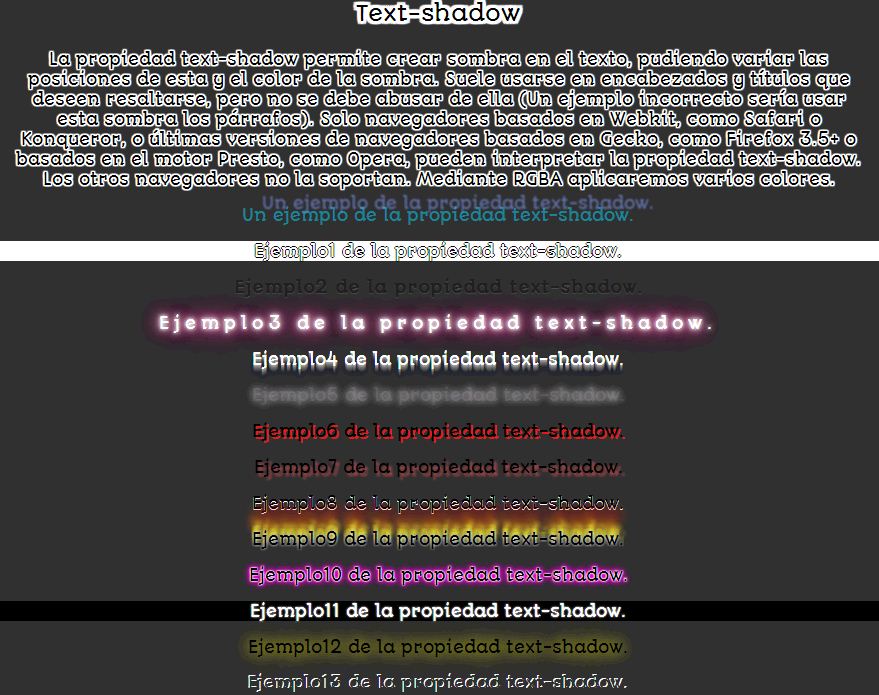 Text-shadow
La propiedad text-shadow permite crear sombra en el texto, pudiendo variar las
posiciones de esta y el color de la sombra. Suele usarse en encabezados y títulos que
deseen resaltarse, pero no se debe abusar de ella (Un ejemplo incorrecto sería usar
esta sombra los párrafos). Solo navegadores basados en Webkit, como Safari o
Konqueror, o últimas versiones de navegadores basados en Gecko, como Firefox 3.5+ o
basados en el motor Presto, como Opera, pueden interpretar la propiedad text-shadow.
Los otros navegadores no la soportan. Mediante RGBA aplicaremos varios colores.
Un ejemplo de la propiedad text-shadow.
Ejemplo1 de la propiedad text-shadow.
Ejemplo2 de la propiedad text-shadow.
Ejemplo3 de la propiedad text-shadow.
Ejemplo4 de la propiedad text-shadow.
Ejemplo5 de la propiedad text-shadow.
Ejemplo6 de la propiedad text-shadow.
Ejemplo7 de la propiedad text-shadow.
Ejemplo8 de la propiedad text-shadow.
Ejemplo9 de la propiedad text-shadow.
Ejemplo10 de la propiedad text-shadow.
Ejemplo11 de la propiedad text-shadow.
Ejemplo12 de la propiedad text-shadow.
Ejemplo13 de la propiedad text-shadow.